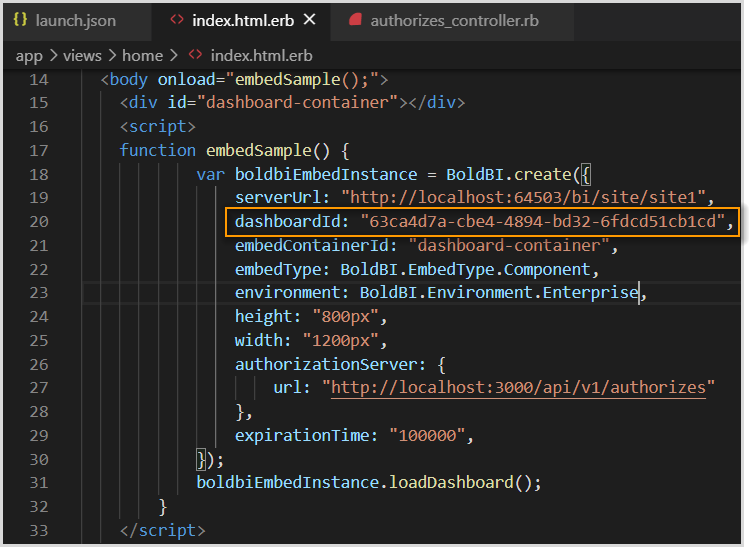 {} launch.json <> index.html.erb × authorizes_controller.rb
app > views > home > <> index.html.erb
14 <body onload="embedSample();">
15 <div id="dashboard-container"></div>
16 <script>
17 function embedSample() {
18 var boldbiEmbedInstance = BoldBI.create({
19 serverUrl: "http://localhost:64503/bi/site/site1",
20 dashboardId: "63ca4d7a-cbe4-4894-bd32-6fdcd51cb1cd",
21 embedContainerId: "dashboard-container",
22 embedType: BoldBI.EmbedType.Component,
23 environment: BoldBI.Environment.Enterprise,
24 height: "800px",
25 width: "1200px",
26 authorizationServer: {
27 url: "http://localhost:3000/api/v1/authorizes"
28 },
29 expirationTime: "100000",
30 });
31 boldbiEmbedInstance.loadDashboard();
32 }
33 </script>